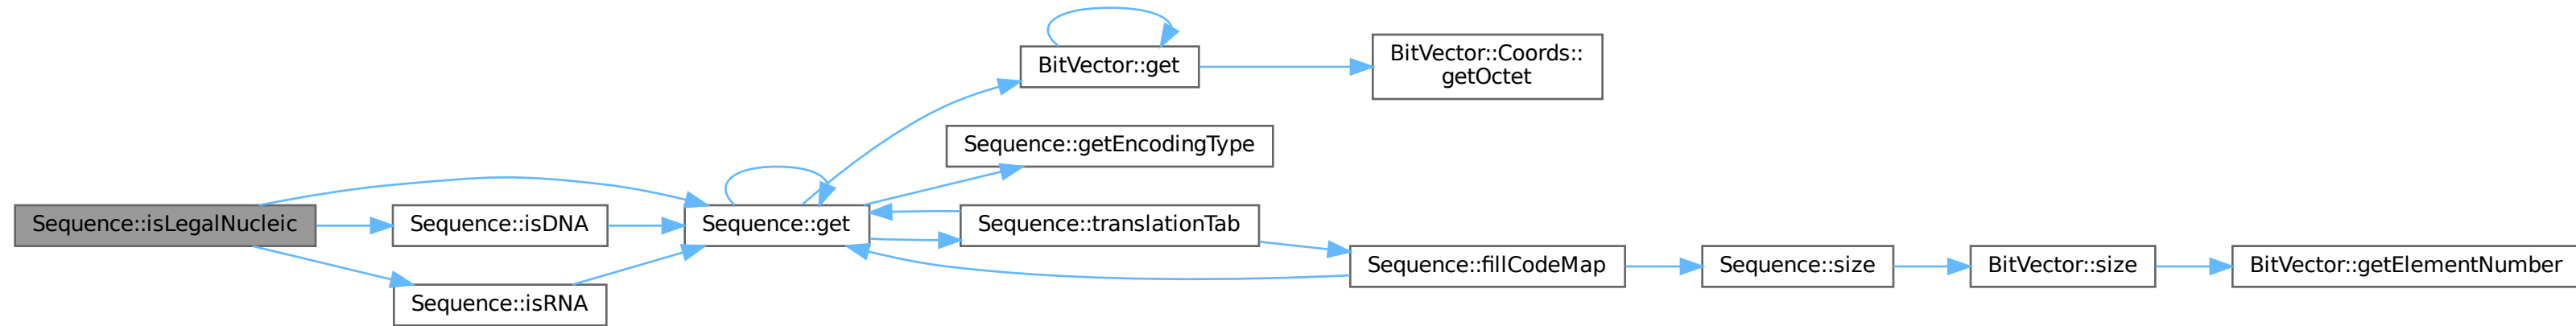 Sequence::isLegalNucleic
Sequence::isDNA
Sequence::isRNA
Sequence::get
BitVector::get
BitVector::Coords::
getOctet
Sequence::getEncodingType
Sequence::translationTab
Sequence::fillCodeMap
Sequence::size
BitVector::size
BitVector::getElementNumber